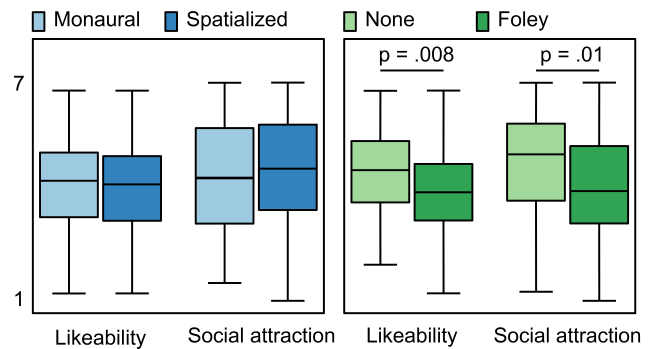 Monaural Spatialized None Foley
p = .008 p = .01
7
1
Likeability Social attraction Likeability Social attraction